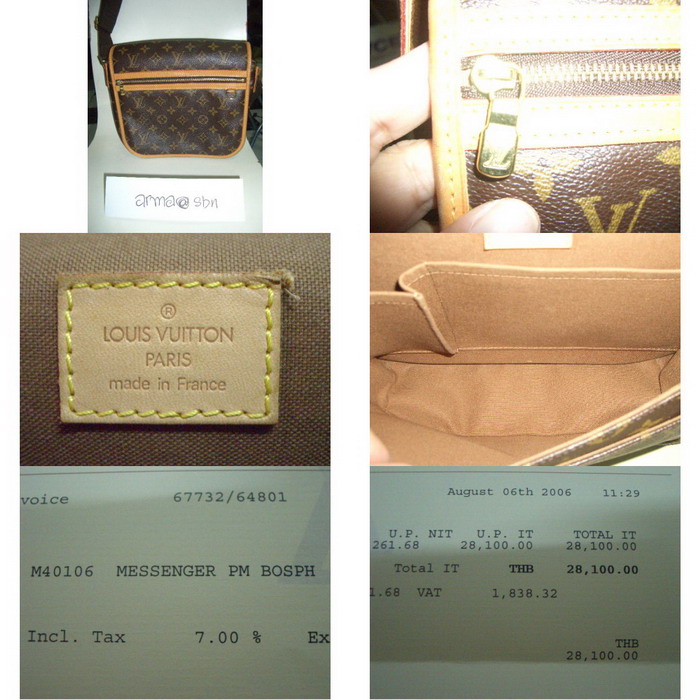 arma@sbn
®
LOUIS VUITTON
PARIS
made in France
voice 67732/64801
M40106 MESSENGER PM BOSPH
Incl. Tax 7.00 % Ex
August 06th 2006 11:29
U.P. NIT U.P. IT TOTAL IT
261.68 28,100.00 28,100.00
Total IT THB 28,100.00
1.68 VAT 1,838.32
THB
28,100.00